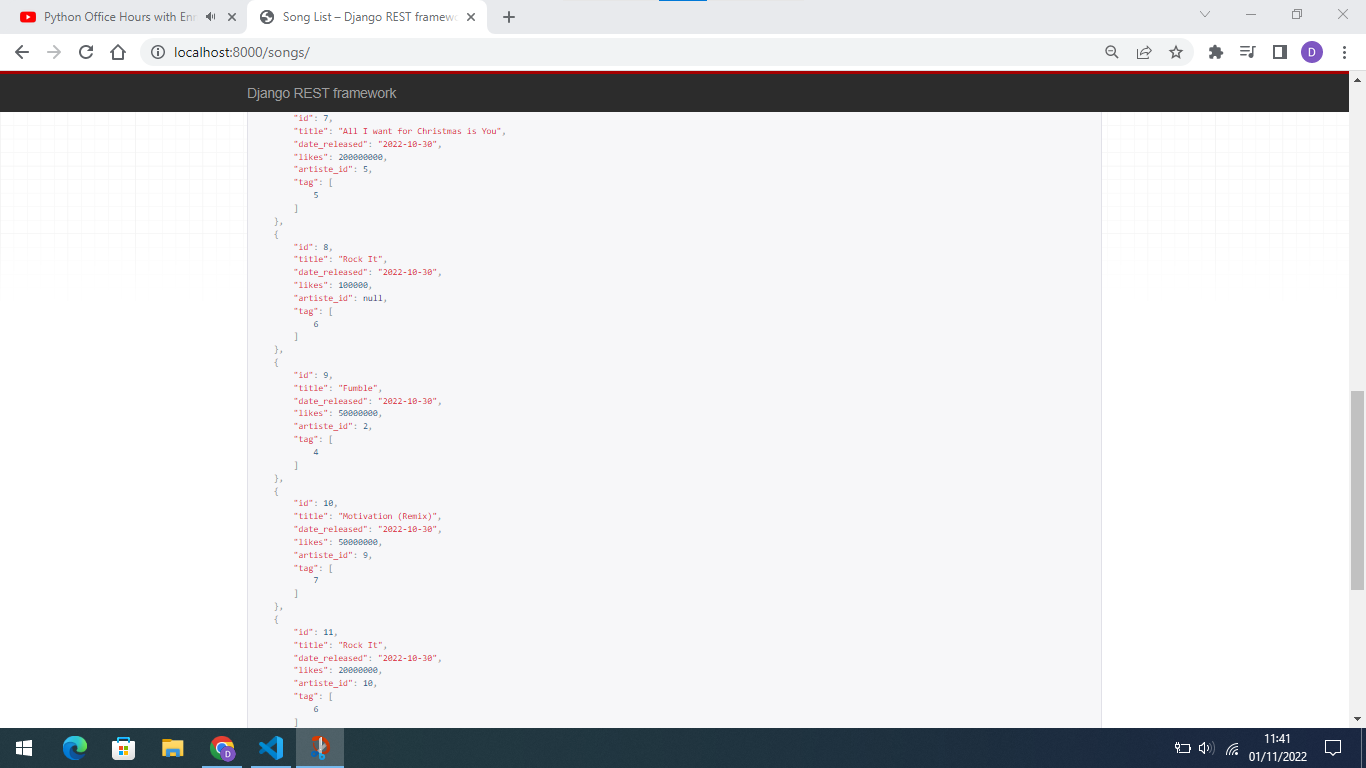 Python Office Hours with Enn
Song List – Django REST framewo
localhost:8000/songs/
D
Django REST framework
"id": 7,
"title": "All I want for Christmas is You",
"date_released": "2022-10-30",
"likes": 200000000,
"artiste_id": 5,
"tag": [
5
]
},
{
"id": 8,
"title": "Rock It",
"date_released": "2022-10-30",
"likes": 100000,
"artiste_id": null,
"tag": [
6
]
},
{
"id": 9,
"title": "Fumble",
"date_released": "2022-10-30",
"likes": 50000000,
"artiste_id": 2,
"tag": [
4
]
},
{
"id": 10,
"title": "Motivation (Remix)",
"date_released": "2022-10-30",
"likes": 50000000,
"artiste_id": 9,
"tag": [
7
]
},
{
"id": 11,
"title": "Rock It",
"date_released": "2022-10-30",
"likes": 20000000,
"artiste_id": 10,
"tag": [
6
]
D
11:41
01/11/2022